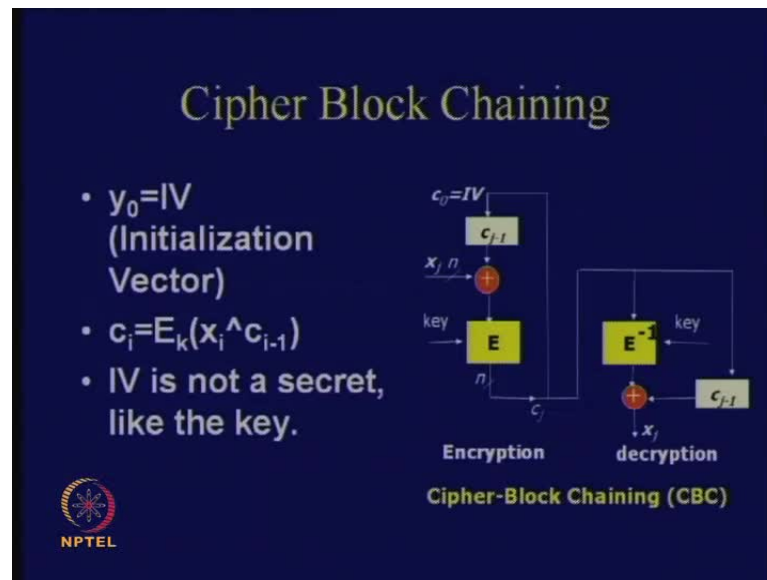 Cipher Block Chaining
• y₀=IV
(Initialization
Vector)
• cᵢ=Eₖ(xᵢ^cᵢ₋₁)
• IV is not a secret,
like the key.
c₀=IV
cⱼ₋₁
xⱼ n
+
key
E
n
cⱼ
E⁻¹
key
+
cⱼ₋₁
xⱼ
Encryption
decryption
Cipher-Block Chaining (CBC)
NPTEL